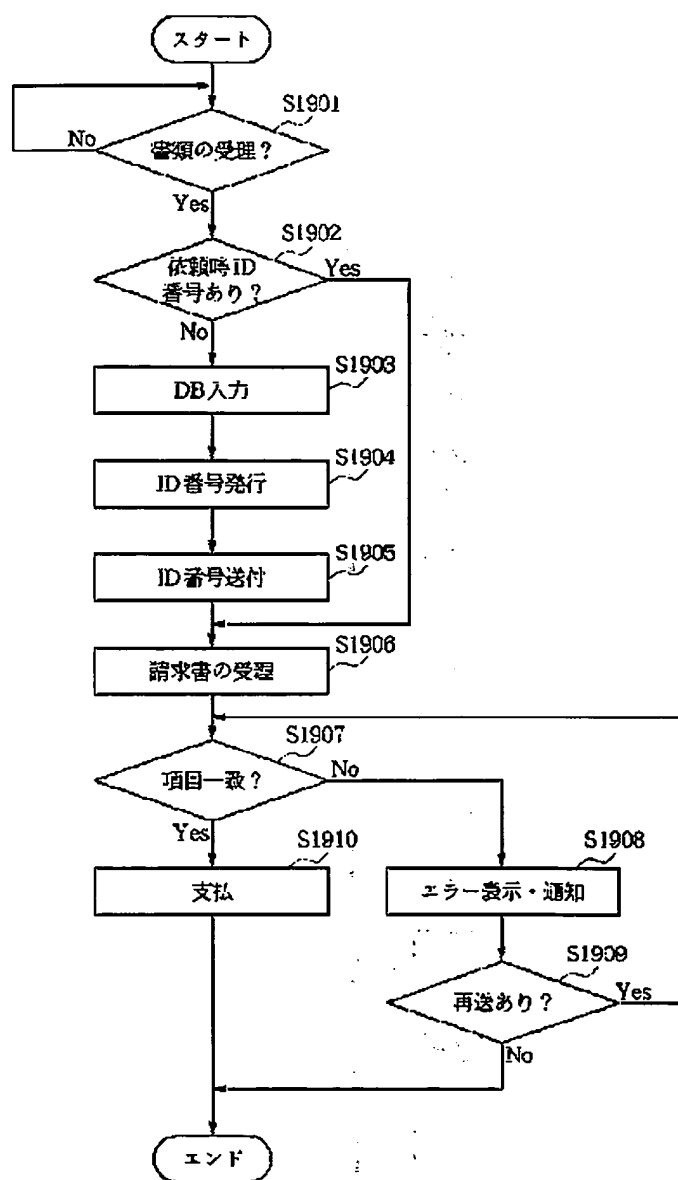 スタート
S1901
書類の受理?
No
Yes
S1902
依頼時ID
番号あり?
Yes
No
S1903
DB入力
S1904
ID番号発行
S1905
ID番号送付
S1906
請求書の受理
S1907
項目一致?
No
Yes
S1910
支払
S1908
エラー表示・通知
S1909
再送あり?
Yes
No
エンド